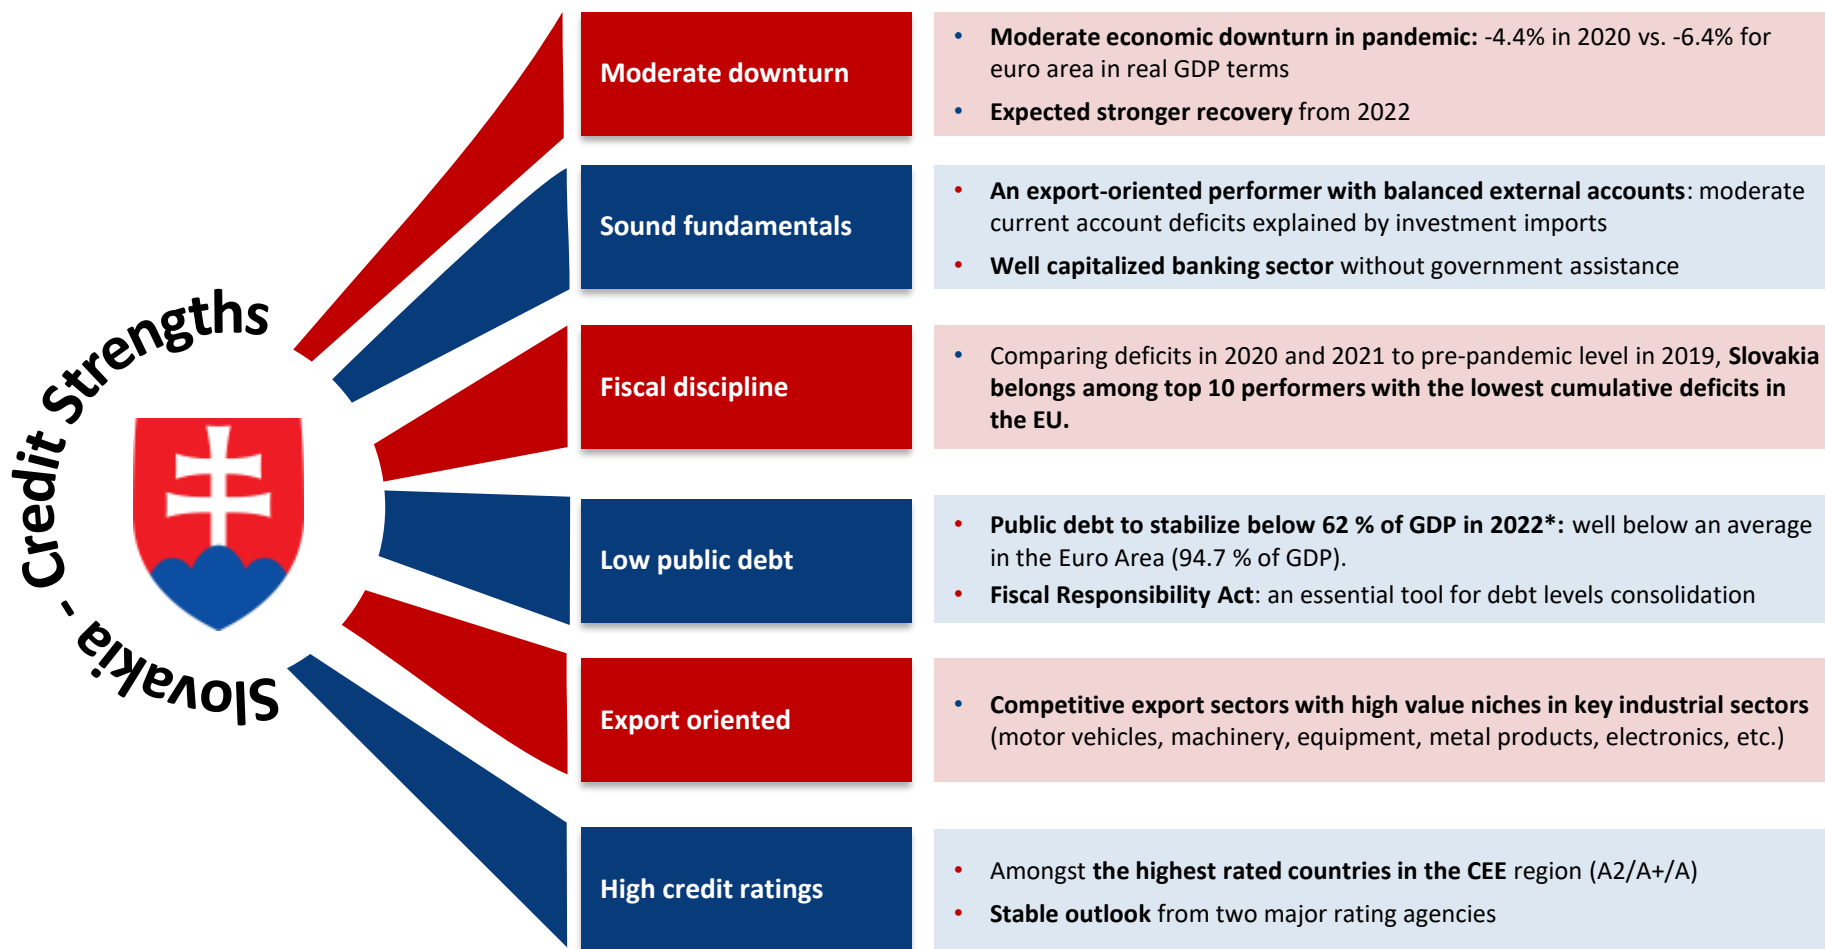 Slovakia - Credit Strengths
Moderate downturn
• Moderate economic downturn in pandemic: -4.4% in 2020 vs. -6.4% for
euro area in real GDP terms
• Expected stronger recovery from 2022
Sound fundamentals
• An export-oriented performer with balanced external accounts: moderate
current account deficits explained by investment imports
• Well capitalized banking sector without government assistance
Fiscal discipline
• Comparing deficits in 2020 and 2021 to pre-pandemic level in 2019, Slovakia
belongs among top 10 performers with the lowest cumulative deficits in
the EU.
Low public debt
• Public debt to stabilize below 62 % of GDP in 2022*: well below an average
in the Euro Area (94.7 % of GDP).
• Fiscal Responsibility Act: an essential tool for debt levels consolidation
Export oriented
• Competitive export sectors with high value niches in key industrial sectors
(motor vehicles, machinery, equipment, metal products, electronics, etc.)
High credit ratings
• Amongst the highest rated countries in the CEE region (A2/A+/A)
• Stable outlook from two major rating agencies